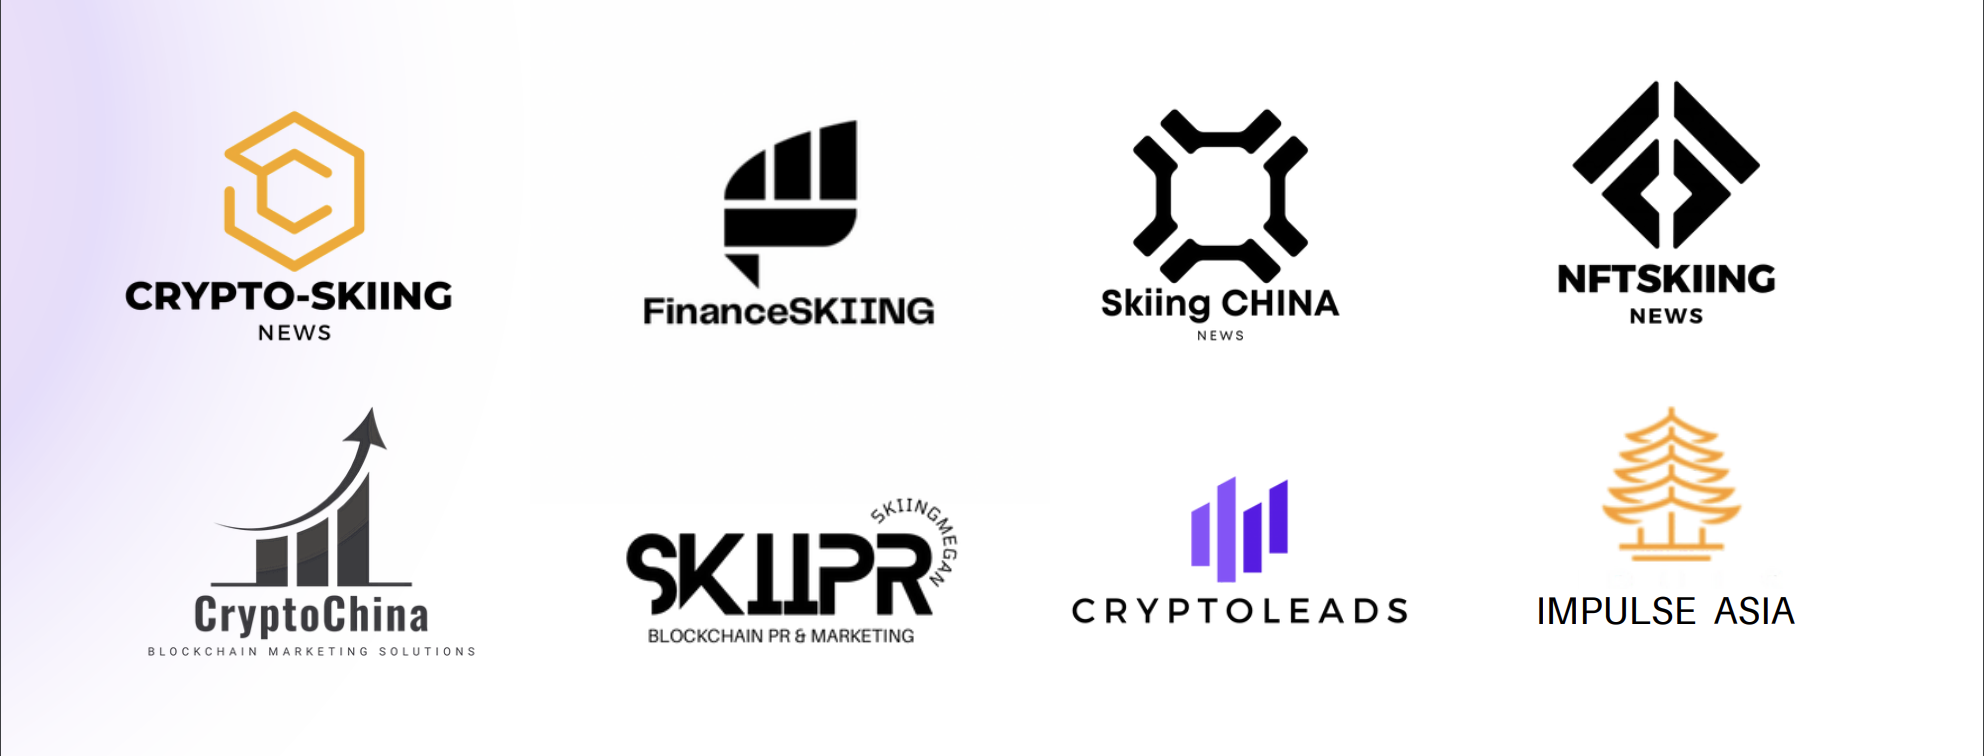 CRYPTO-SKIING
NEWS
FinanceSKIING
Skiing CHINA
NEWS
NFTSKIING
NEWS
CryptoChina
BLOCKCHAIN MARKETING SOLUTIONS
SKIINGMEGAN
SKIIPR
BLOCKCHAIN PR & MARKETING
CRYPTOLEADS
IMPULSE ASIA